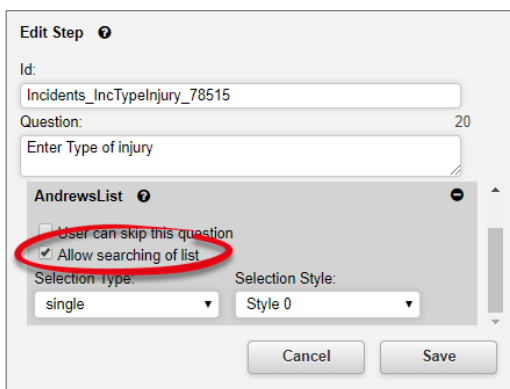 Edit Step ?
Id:
Incidents_IncTypeInjury_78515
Question: 20
Enter Type of injury
AndrewsList ?
User can skip this question
Allow searching of list
Selection Type: Selection Style:
single Style 0
Cancel Save